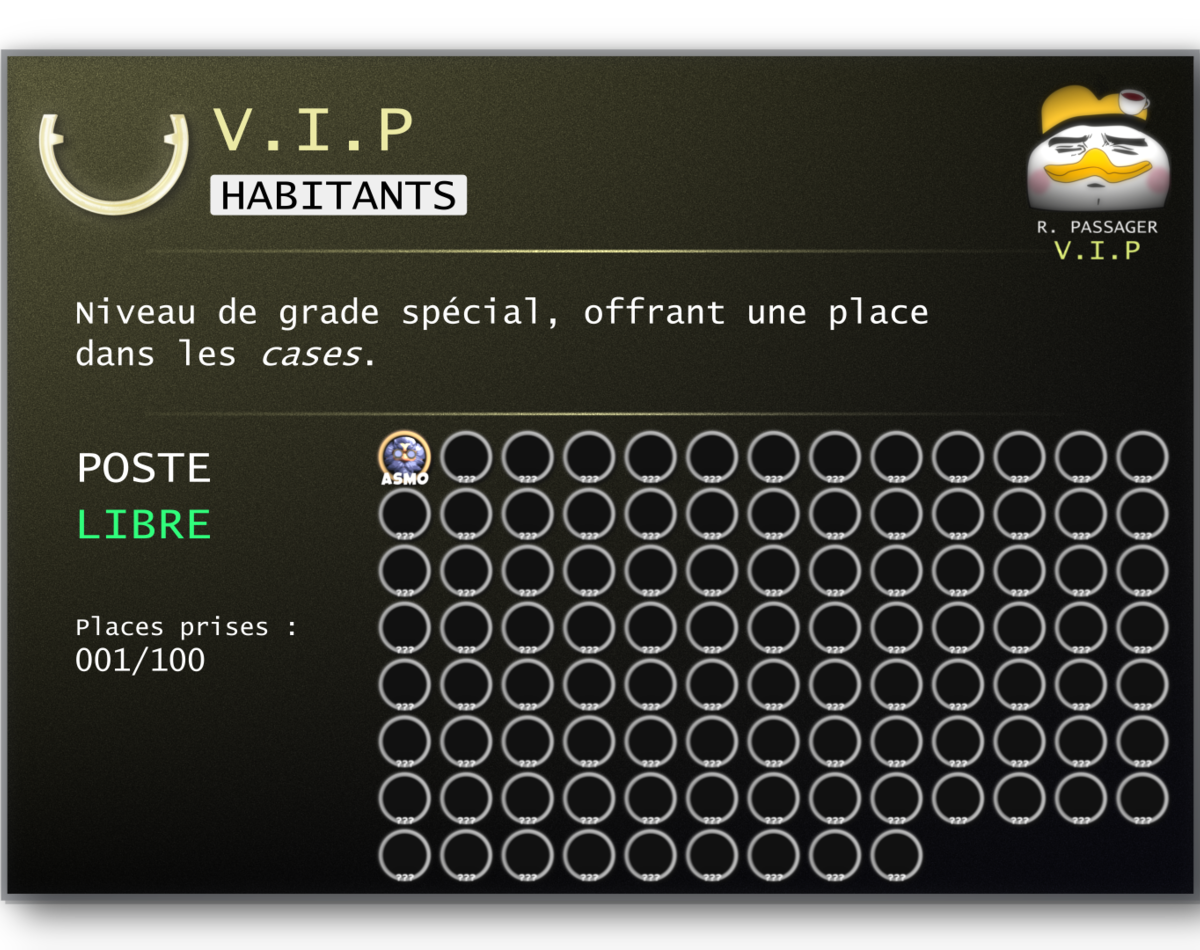 V.I.P
HABITANTS
R. PASSAGER
V.I.P
Niveau de grade spécial, offrant une place
dans les cases.
POSTE
LIBRE
Places prises :
001/100
ASMO
??? ??? ??? ??? ??? ??? ??? ??? ??? ??? ??? ???
??? ??? ??? ??? ??? ??? ??? ??? ??? ??? ??? ??? ???
??? ??? ??? ??? ??? ??? ??? ??? ??? ??? ??? ??? ???
??? ??? ??? ??? ??? ??? ??? ??? ??? ??? ??? ??? ???
??? ??? ??? ??? ??? ??? ??? ??? ??? ??? ??? ??? ???
??? ??? ??? ??? ??? ??? ??? ??? ??? ??? ??? ??? ???
??? ??? ??? ??? ??? ??? ??? ??? ??? ??? ??? ??? ???
??? ??? ??? ??? ??? ??? ??? ??? ???